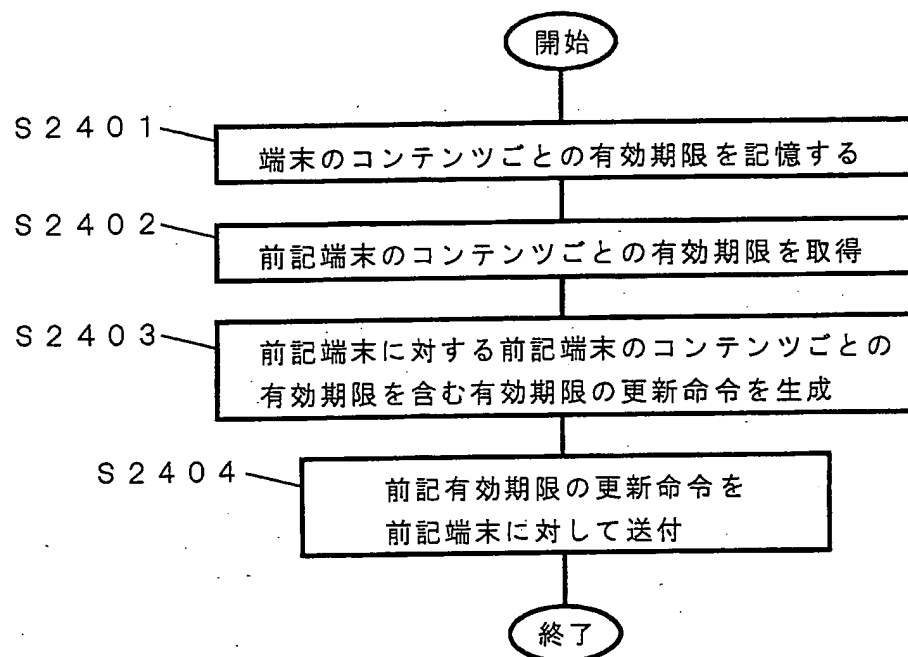 開始
S2401
端末のコンテンツごとの有効期限を記憶する
S2402
前記端末のコンテンツごとの有効期限を取得
S2403
前記端末に対する前記端末のコンテンツごとの
有効期限を含む有効期限の更新命令を生成
S2404
前記有効期限の更新命令を
前記端末に対して送付
終了